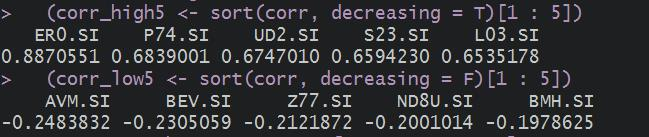 >   (corr_high5 <- sort(corr, decreasing = T)[1 : 5])
ER0.SI P74.SI UD2.SI S23.SI L03.SI
0.8870551 0.6839001 0.6747010 0.6594230 0.6535178
>   (corr_low5 <- sort(corr, decreasing = F)[1 : 5])
AVM.SI BEV.SI Z77.SI ND8U.SI BMH.SI
-0.2483832 -0.2305059 -0.2121872 -0.2001014 -0.1978625